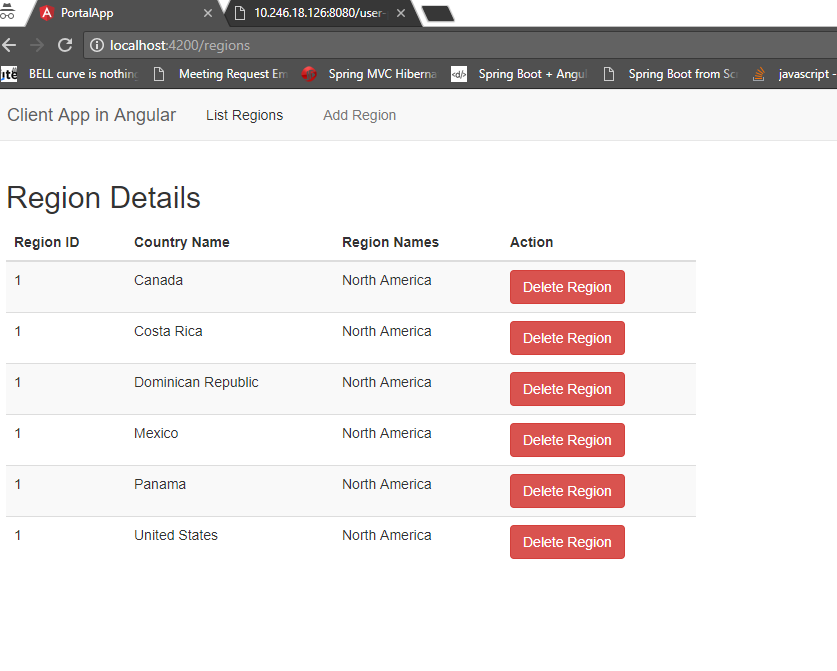 PortalApp
10.246.18.126:8080/user-
localhost:4200/regions
BELL curve is nothing
Meeting Request Em
Spring MVC Hiberna
Spring Boot + Angul
Spring Boot from Sc
javascript -
Client App in Angular List Regions Add Region
Region Details
Region ID Country Name Region Names Action
1 Canada North America Delete Region
1 Costa Rica North America Delete Region
1 Dominican Republic North America Delete Region
1 Mexico North America Delete Region
1 Panama North America Delete Region
1 United States North America Delete Region